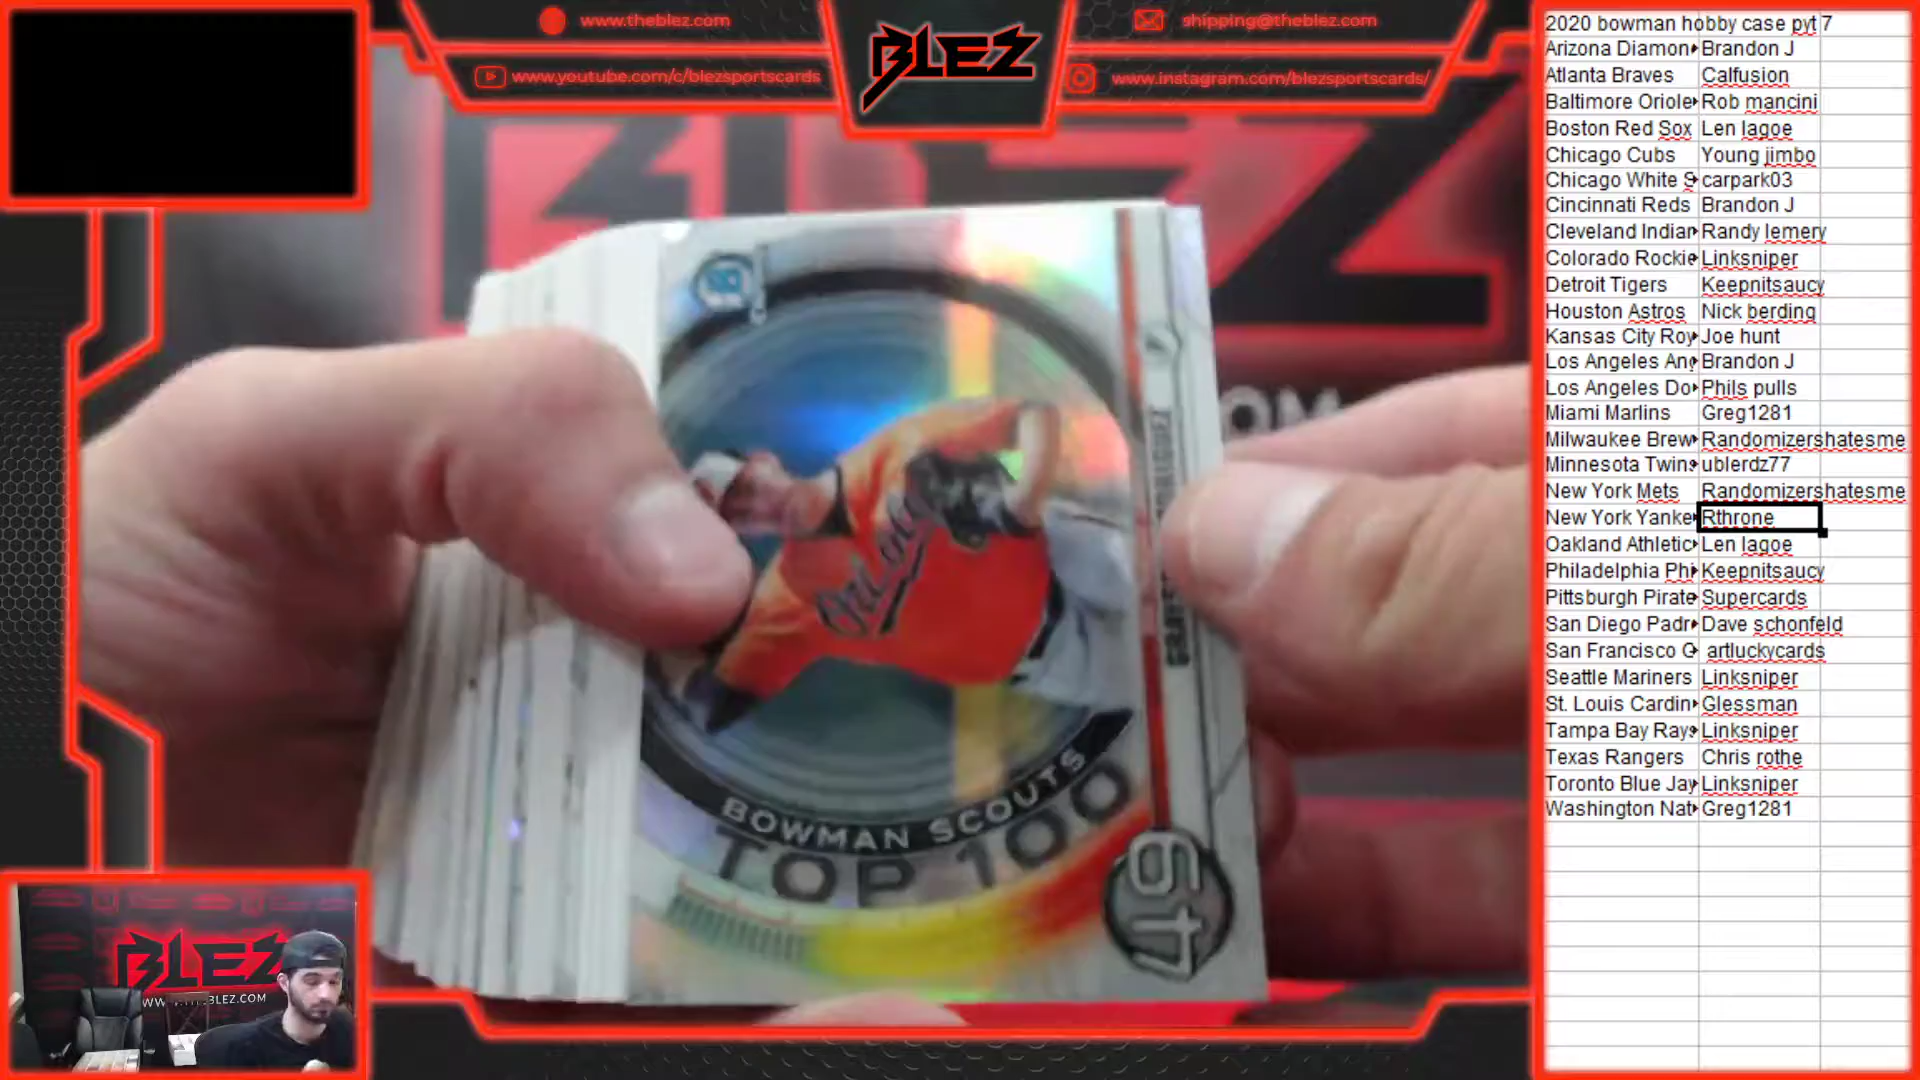 www.theblez.com
BLEZ
shipping@theblez.com
www.youtube.com/c/blezsportscards
www.instagram.com/blezsportscards/
2020 bowman hobby case pyt 7
Arizona Diamon Brandon J
Atlanta Braves Calfusion
Baltimore Oriole Rob mancini
Boston Red Sox Len lagoe
Chicago Cubs Young jimbo
Chicago White S carpark03
Cincinnati Reds Brandon J
Cleveland Indian Randy lemery
Colorado Rockie Linksniper
Detroit Tigers Keepnitsaucy
Houston Astros Nick berding
Kansas City Roy Joe hunt
Los Angeles Ang Brandon J
Los Angeles Do Phils pulls
Miami Marlins Greg1281
Milwaukee Brew Randomizershatesme
Minnesota Twins ublerdz77
New York Mets Randomizershatesme
New York Yanke Rthrone
Oakland Athletic Len lagoe
Philadelphia Phi Keepnitsaucy
Pittsburgh Pirate Supercards
San Diego Padr Dave schonfeld
San Francisco G artluckycards
Seattle Mariners Linksniper
St. Louis Cardin Glessman
Tampa Bay Rays Linksniper
Texas Rangers Chris rothe
Toronto Blue Jay Linksniper
Washington Nat Greg1281
Orioles
BOWMAN SCOUTS
TOP 100
49
BLEZ